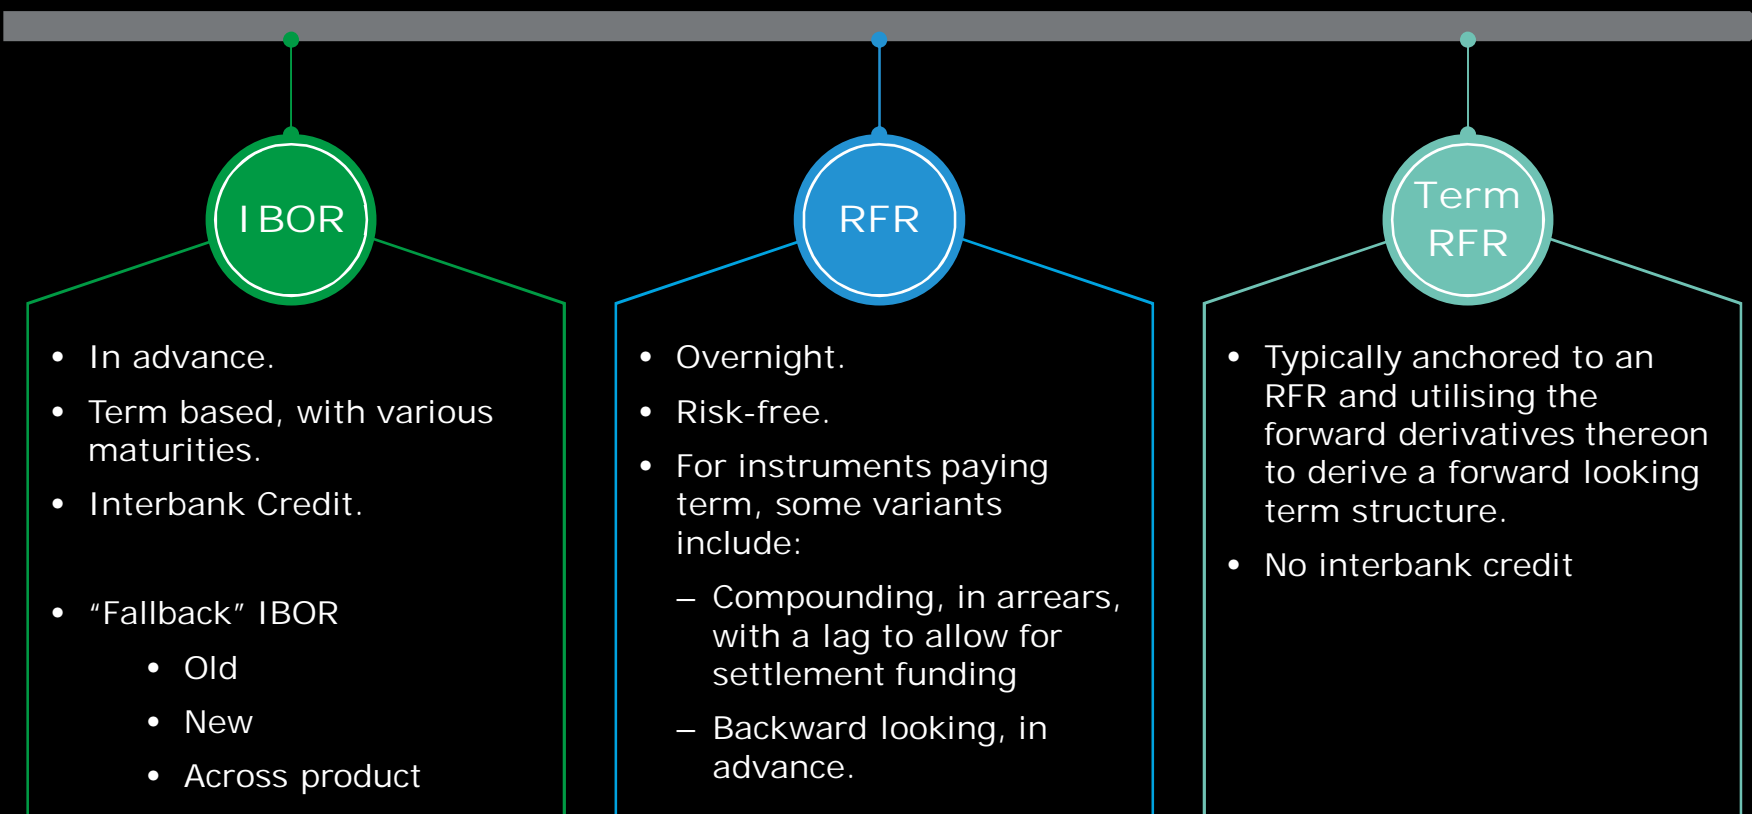 IBOR
• In advance.
• Term based, with various
maturities.
• Interbank Credit.
• “Fallback” IBOR
• Old
• New
• Across product
RFR
• Overnight.
• Risk-free.
• For instruments paying
term, some variants
include:
– Compounding, in arrears,
with a lag to allow for
settlement funding
– Backward looking, in
advance.
Term
RFR
• Typically anchored to an
RFR and utilising the
forward derivatives thereon
to derive a forward looking
term structure.
• No interbank credit